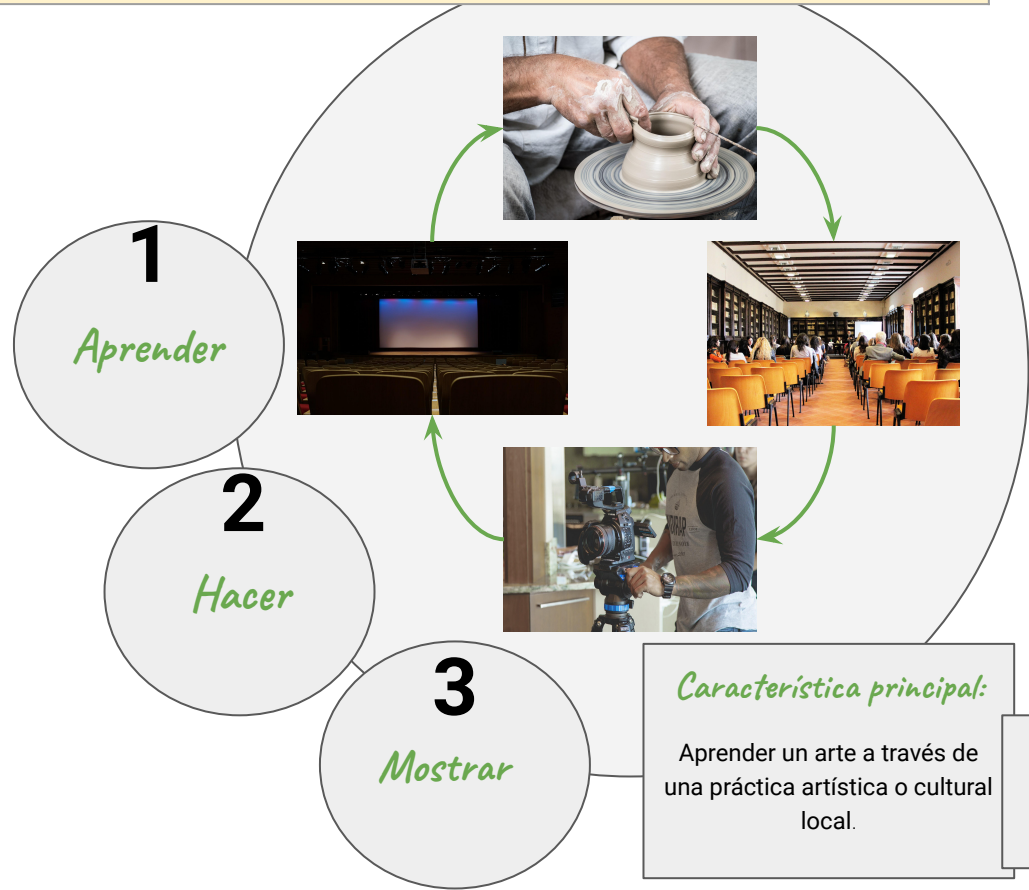 1
Aprender
2
Hacer
3
Mostrar
Característica principal:
Aprender un arte a través de
una práctica artística o cultural
local.